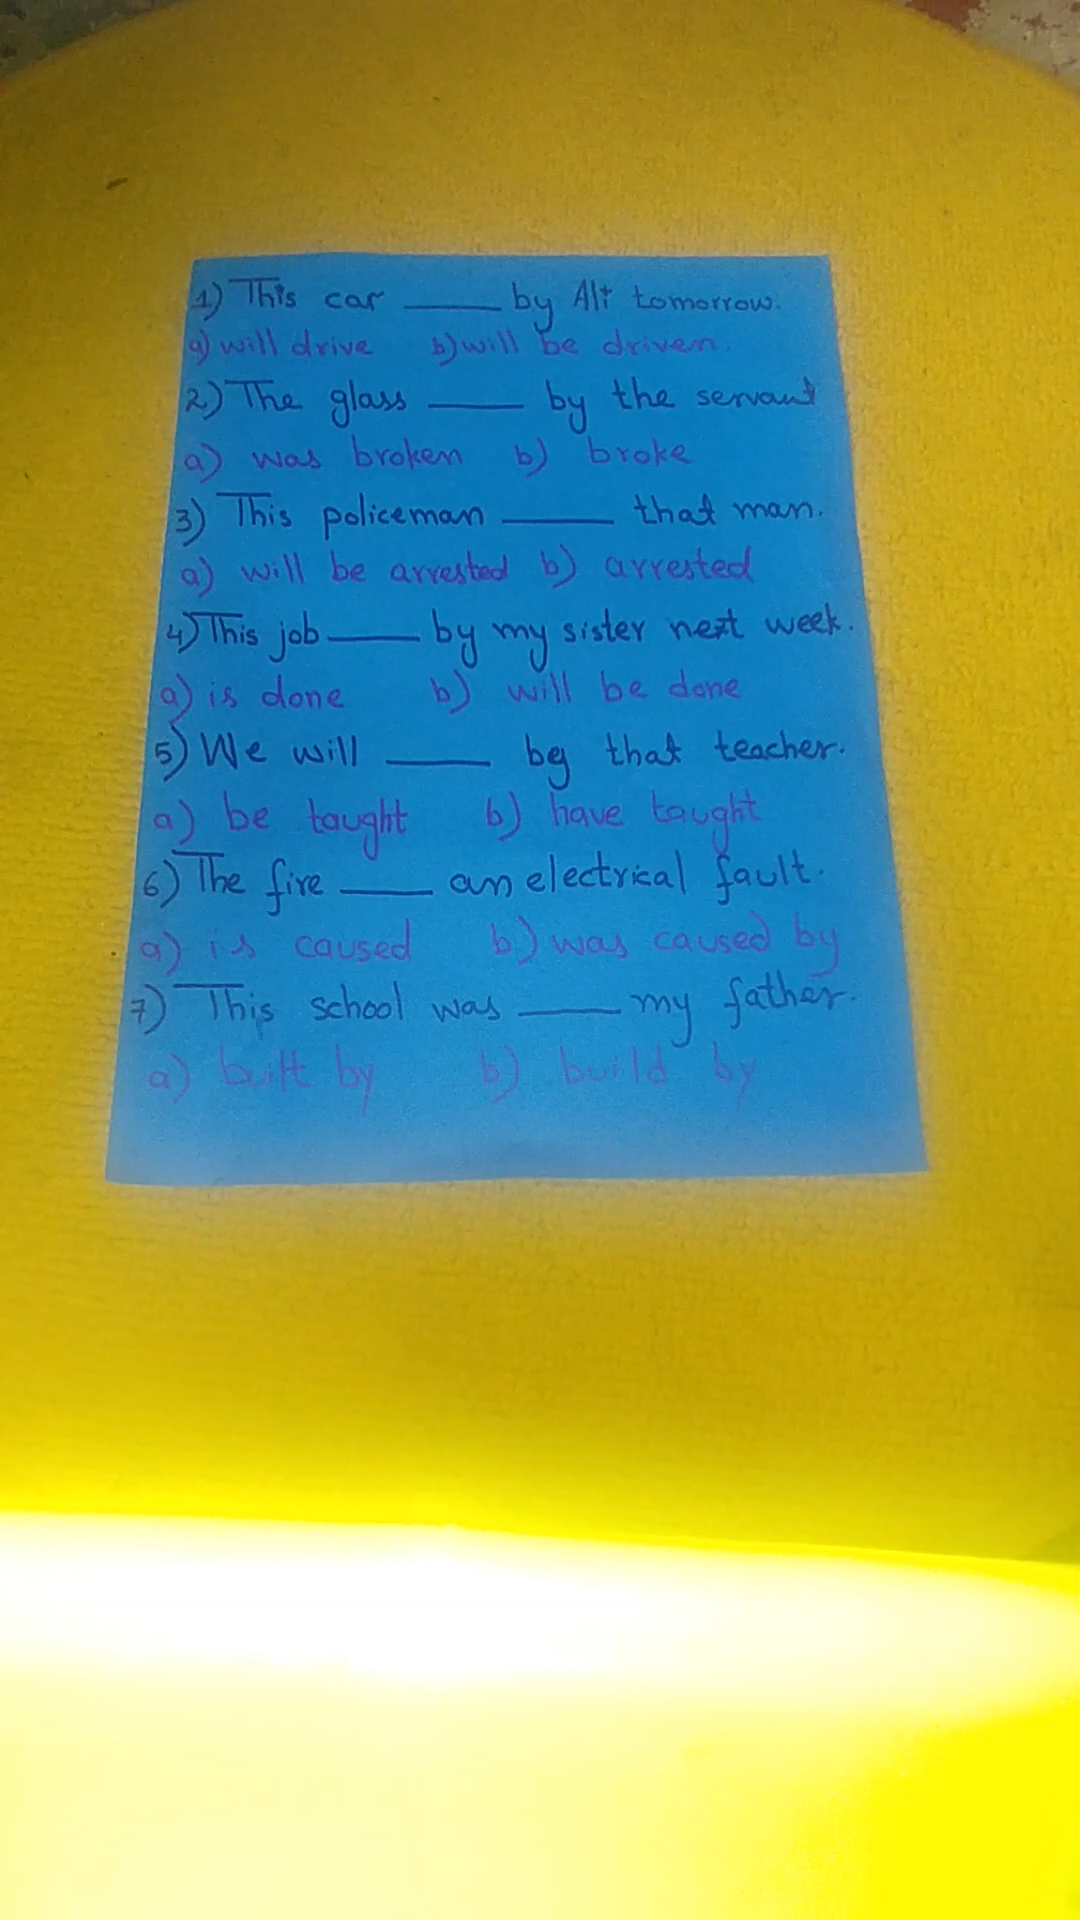 1) This car ____ by Ali tomorrow.
a) will drive b) will be driven.
2) The glass ____ by the servant
a) was broken b) broke
3) This policeman ____ that man.
a) will be arrested b) arrested
4) This job ____ by my sister next week.
a) is done b) will be done
5) We will ____ by that teacher.
a) be taught b) have taught
6) The fire ____ an electrical fault.
a) is caused b) was caused by
7) This school was ____ my father.
a) built by b) build by